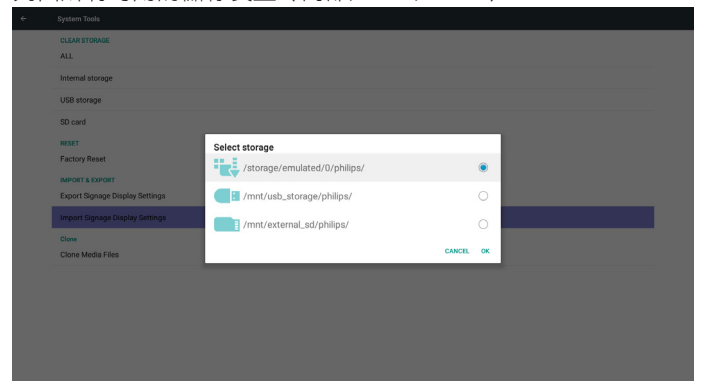 System Tools
CLEAR STORAGE
ALL
Internal storage
USB storage
SD card
RESET
Factory Reset
IMPORT & EXPORT
Export Signage Display Settings
Import Signage Display Settings
Clone
Clone Media Files
Select storage
/storage/emulated/0/philips/
/mnt/usb_storage/philips/
/mnt/external_sd/philips/
CANCEL OK